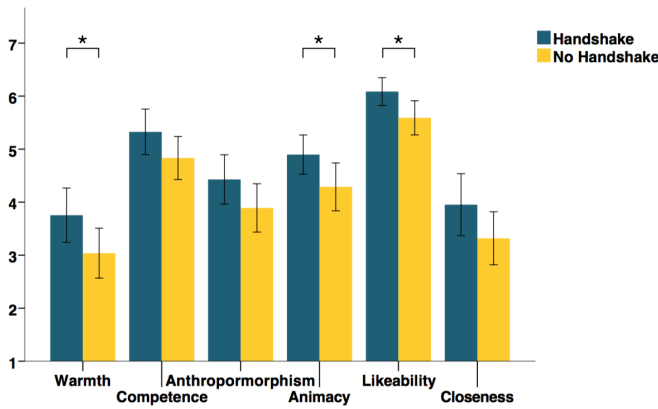 7
6
5
4
3
2
1
*
*
*
Handshake
No Handshake
Warmth
Competence
Anthropormorphism
Animacy
Likeability
Closeness